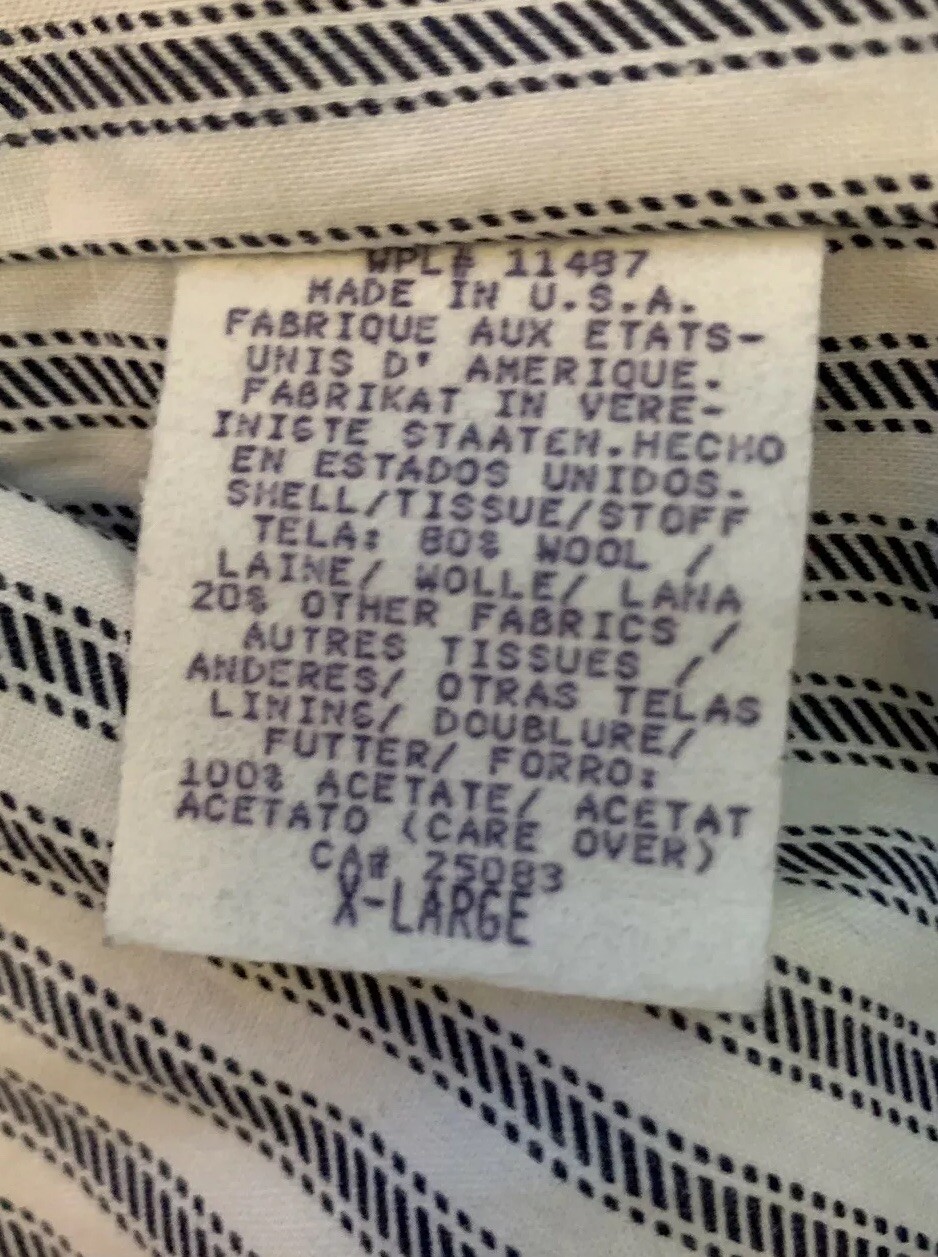 WPL# 11487
MADE IN U.S.A.
FABRIQUE AUX ETATS-
UNIS D' AMERIQUE.
FABRIKAT IN VERE-
INIGTE STAATEN.HECHO
EN ESTADOS UNIDOS.
SHELL/TISSUE/STOFF
TELA: 80% WOOL /
LAINE/ WOLLE/ LANA
20% OTHER FABRICS /
AUTRES TISSUES /
ANDERES/ OTRAS TELAS
LINING/ DOUBLURE/
FUTTER/ FORRO:
100% ACETATE/ ACETAT
ACETATO (CARE OVER)
CA# 25083
X-LARGE